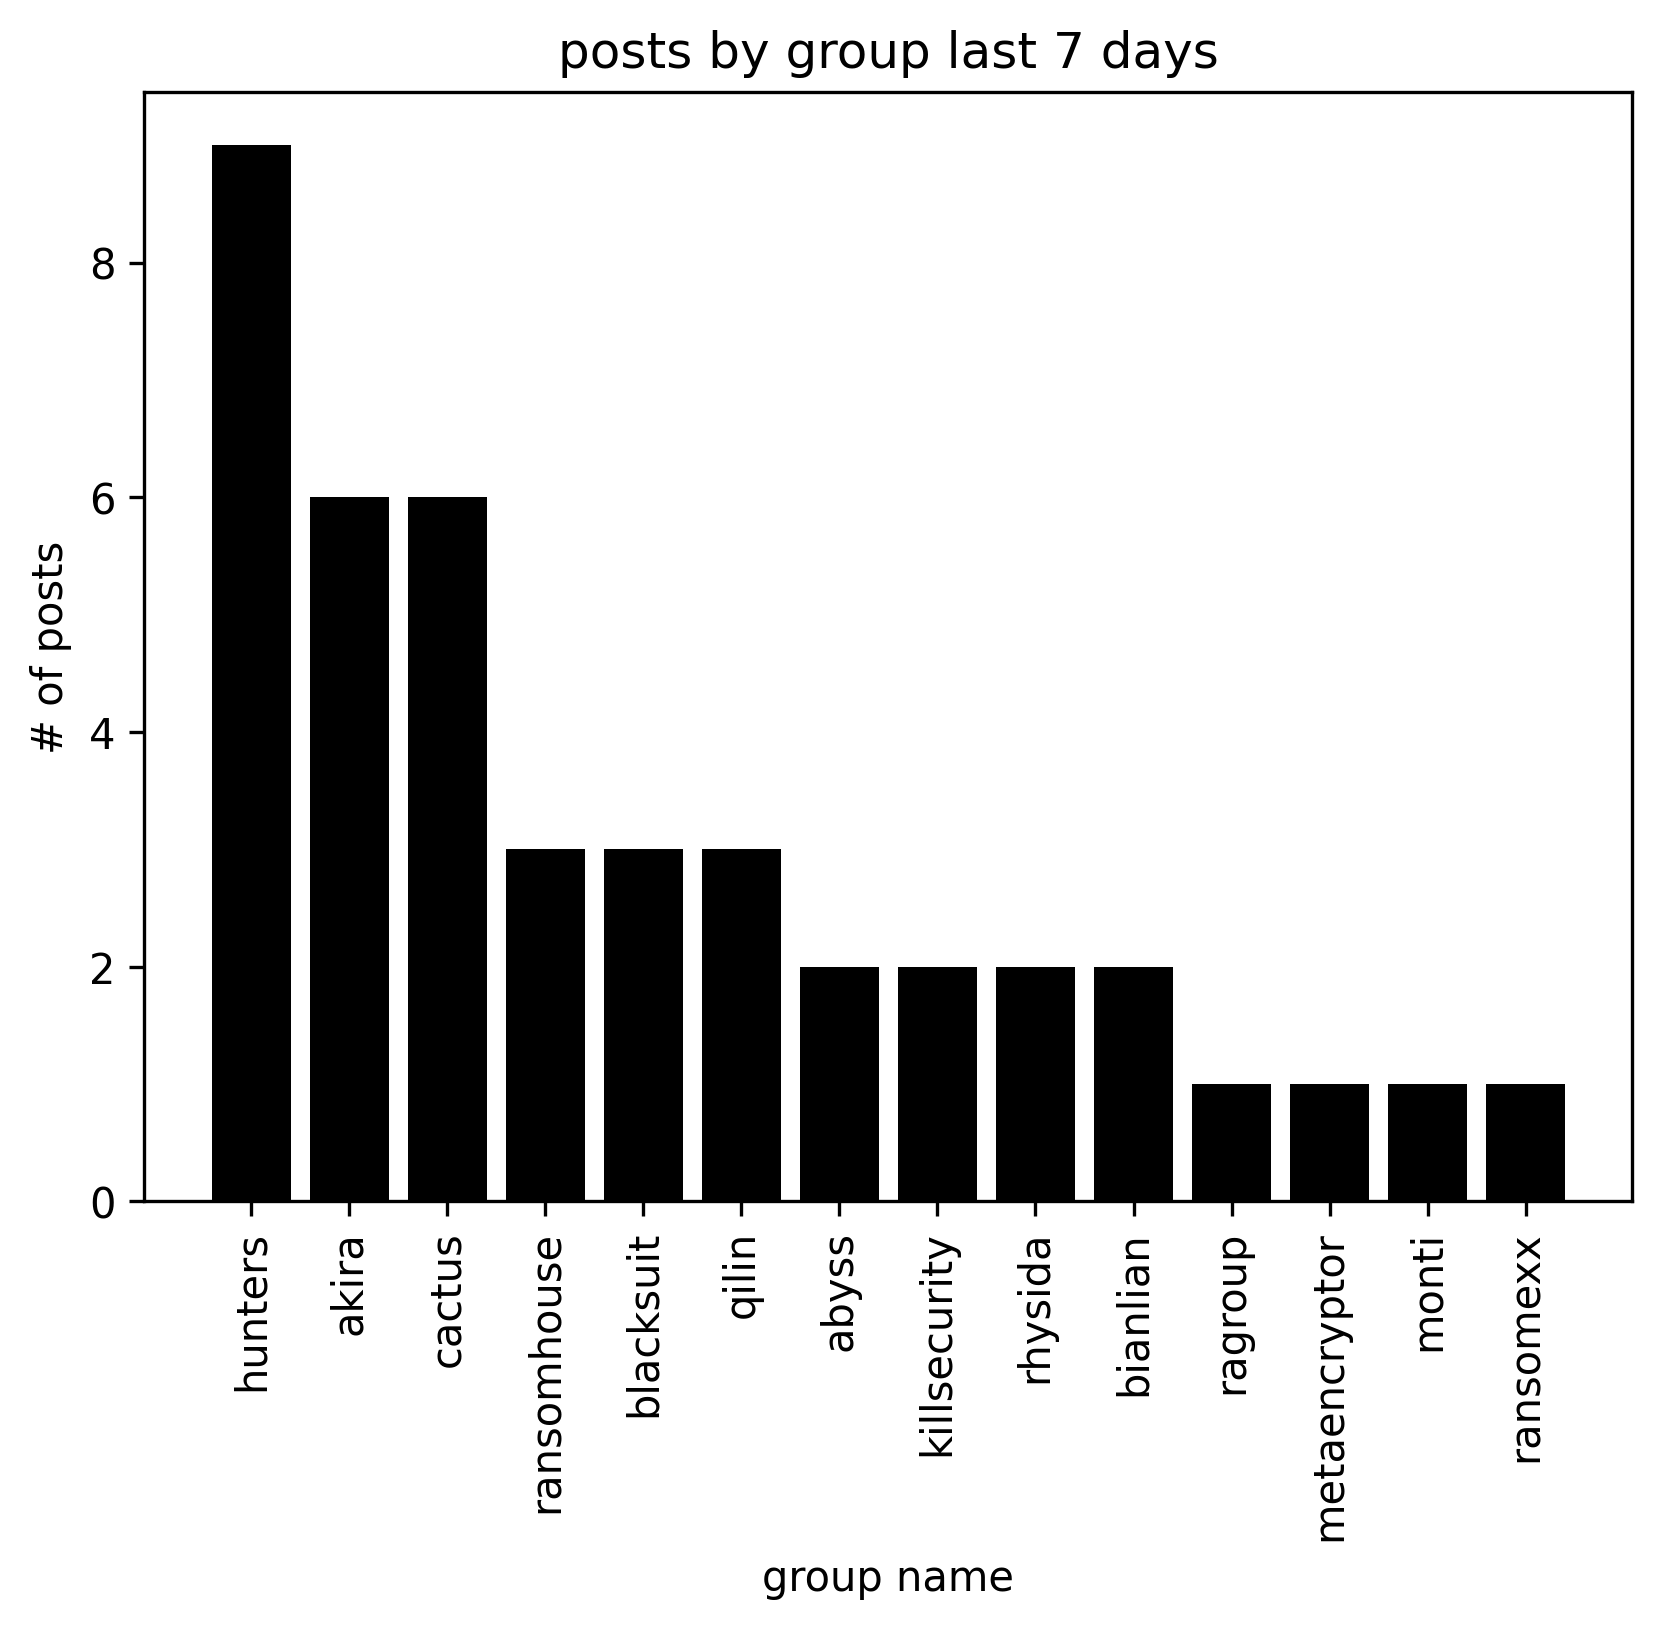 posts by group last 7 days
# of posts
8
6
4
2
0
hunters
akira
cactus
ransomhouse
blacksuit
qilin
abyss
killsecurity
rhysida
bianlian
ragroup
metaencryptor
monti
ransomexx
group name